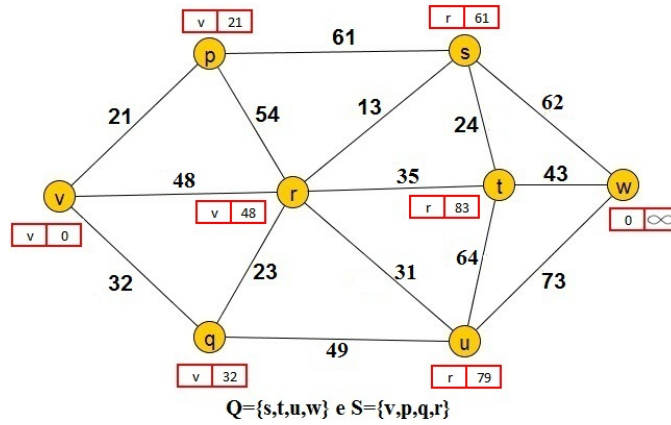 v 21
r 61
p
61
s
21
54
13
62
24
48
35
43
v
r
t
w
v 0
v 48
r 83
0 ∞
32
23
31
64
73
q
49
u
v 32
r 79
Q={s,t,u,w} e S={v,p,q,r}